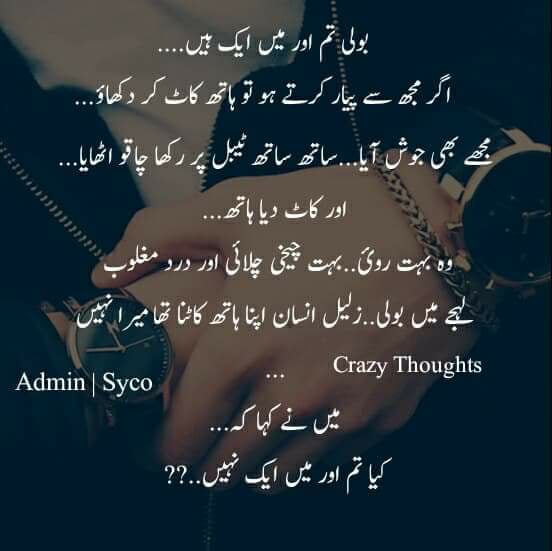 بولی تم اور میں ایک ہیں....
اگر مجھ سے پیار کرتے ہو تو ہاتھ کاٹ کر دکھاؤ...
مجھے بھی جوش آیا...ساتھ ساتھ ٹیبل پر رکھا چاقو اٹھایا...
اور کاٹ دیا ہاتھ...
وہ بہت روئ..بہت چیخی چلائی اور درد مغلوب
لہجے میں بولی..زلیل انسان اپنا ہاتھ کاٹنا تھا میرا نہیں
...
Crazy Thoughts
Admin | Syco
میں نے کہا کہ...
کیا تم اور میں ایک نہیں..??